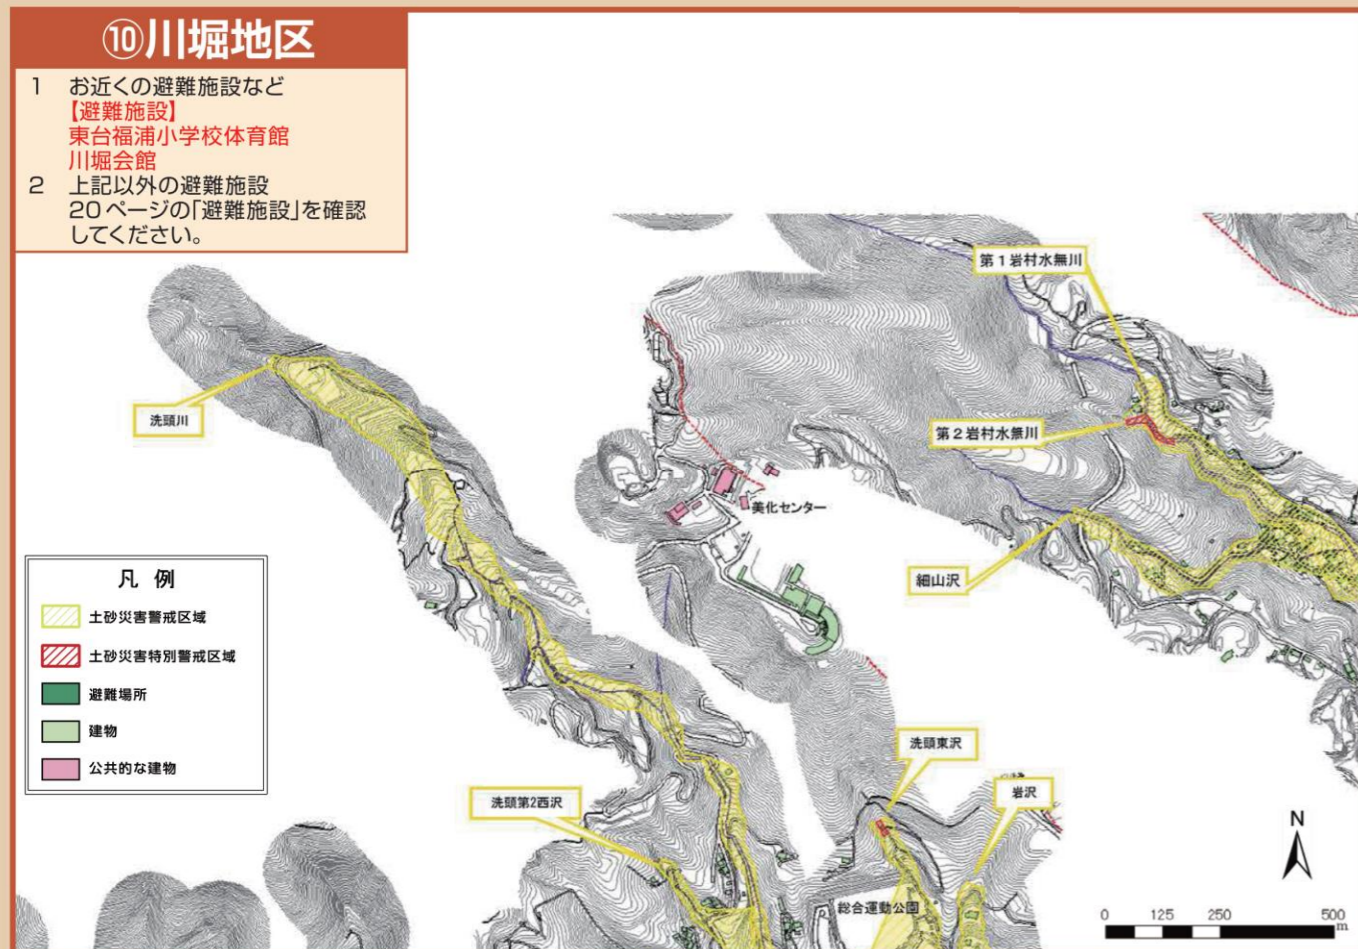 ⑩川堀地区
1 お近くの避難施設など
【避難施設】
東台福浦小学校体育館
川堀会館
2 上記以外の避難施設
20ページの「避難施設」を確認
してください。
第1岩村水無川
洗頭川
第2岩村水無川
美化センター
細山沢
凡 例
土砂災害警戒区域
土砂災害特別警戒区域
避難場所
建物
公共的な建物
洗頭東沢
洗頭第2西沢
岩沢
総合運動公園
N
0 125 250 500
m